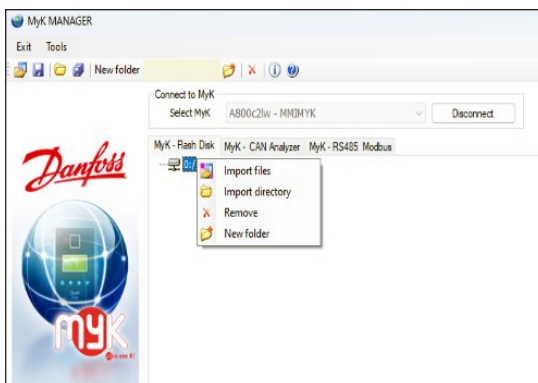 MyK MANAGER
Exit Tools
New folder
Connect to MyK
Select MyK A800c2lw - MMIMYK Disconnect
MyK - Flash Disk MyK - CAN Analyzer MyK - RS485 Modbus
0:/
Import files
Import directory
Remove
New folder
Danfoss
MYK